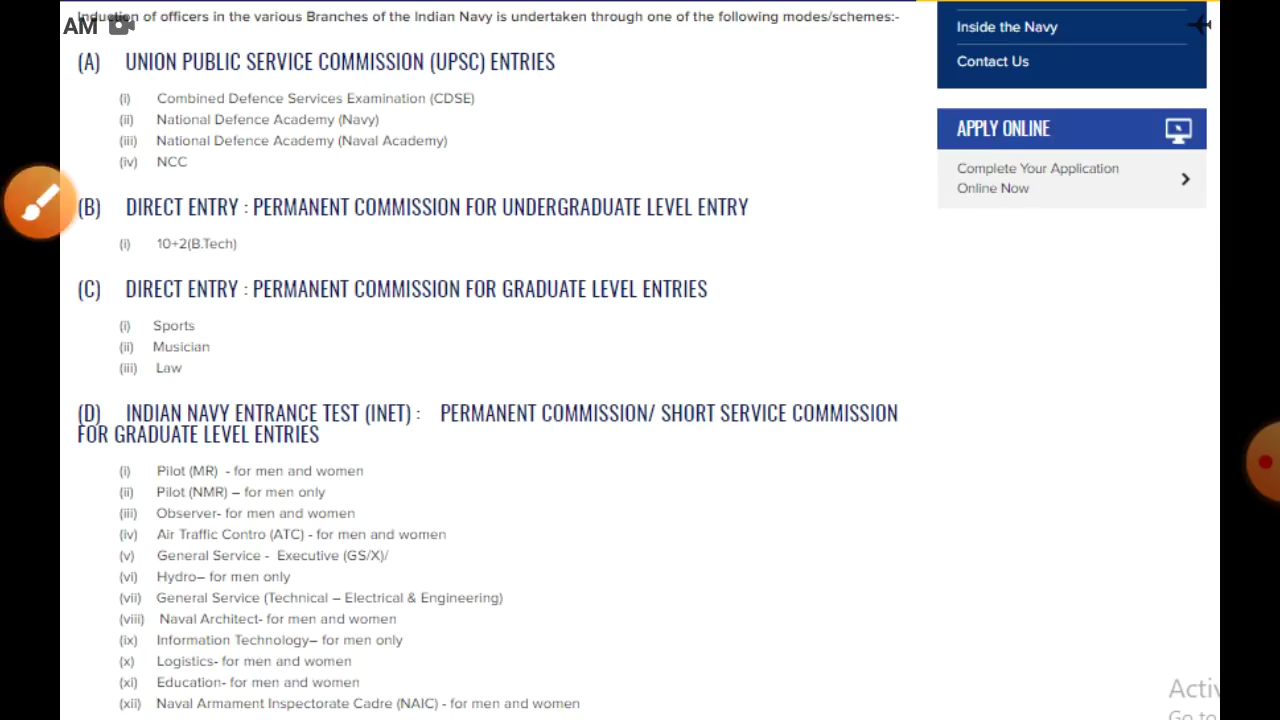 Induction of officers in the various Branches of the Indian Navy is undertaken through one of the following modes/schemes:-
AM
(A) UNION PUBLIC SERVICE COMMISSION (UPSC) ENTRIES
(i) Combined Defence Services Examination (CDSE)
(ii) National Defence Academy (Navy)
(iii) National Defence Academy (Naval Academy)
(iv) NCC
(B) DIRECT ENTRY : PERMANENT COMMISSION FOR UNDERGRADUATE LEVEL ENTRY
(i) 10+2(B.Tech)
(C) DIRECT ENTRY : PERMANENT COMMISSION FOR GRADUATE LEVEL ENTRIES
(i) Sports
(ii) Musician
(iii) Law
(D) INDIAN NAVY ENTRANCE TEST (INET) : PERMANENT COMMISSION/ SHORT SERVICE COMMISSION
FOR GRADUATE LEVEL ENTRIES
(i) Pilot (MR) - for men and women
(ii) Pilot (NMR) – for men only
(iii) Observer- for men and women
(iv) Air Traffic Contro (ATC) - for men and women
(v) General Service - Executive (GS/X)/
(vi) Hydro– for men only
(vii) General Service (Technical – Electrical & Engineering)
(viii) Naval Architect- for men and women
(ix) Information Technology– for men only
(x) Logistics- for men and women
(xi) Education- for men and women
(xii) Naval Armament Inspectorate Cadre (NAIC) - for men and women
Inside the Navy
Contact Us
APPLY ONLINE
Complete Your Application
Online Now
Activ
Go to